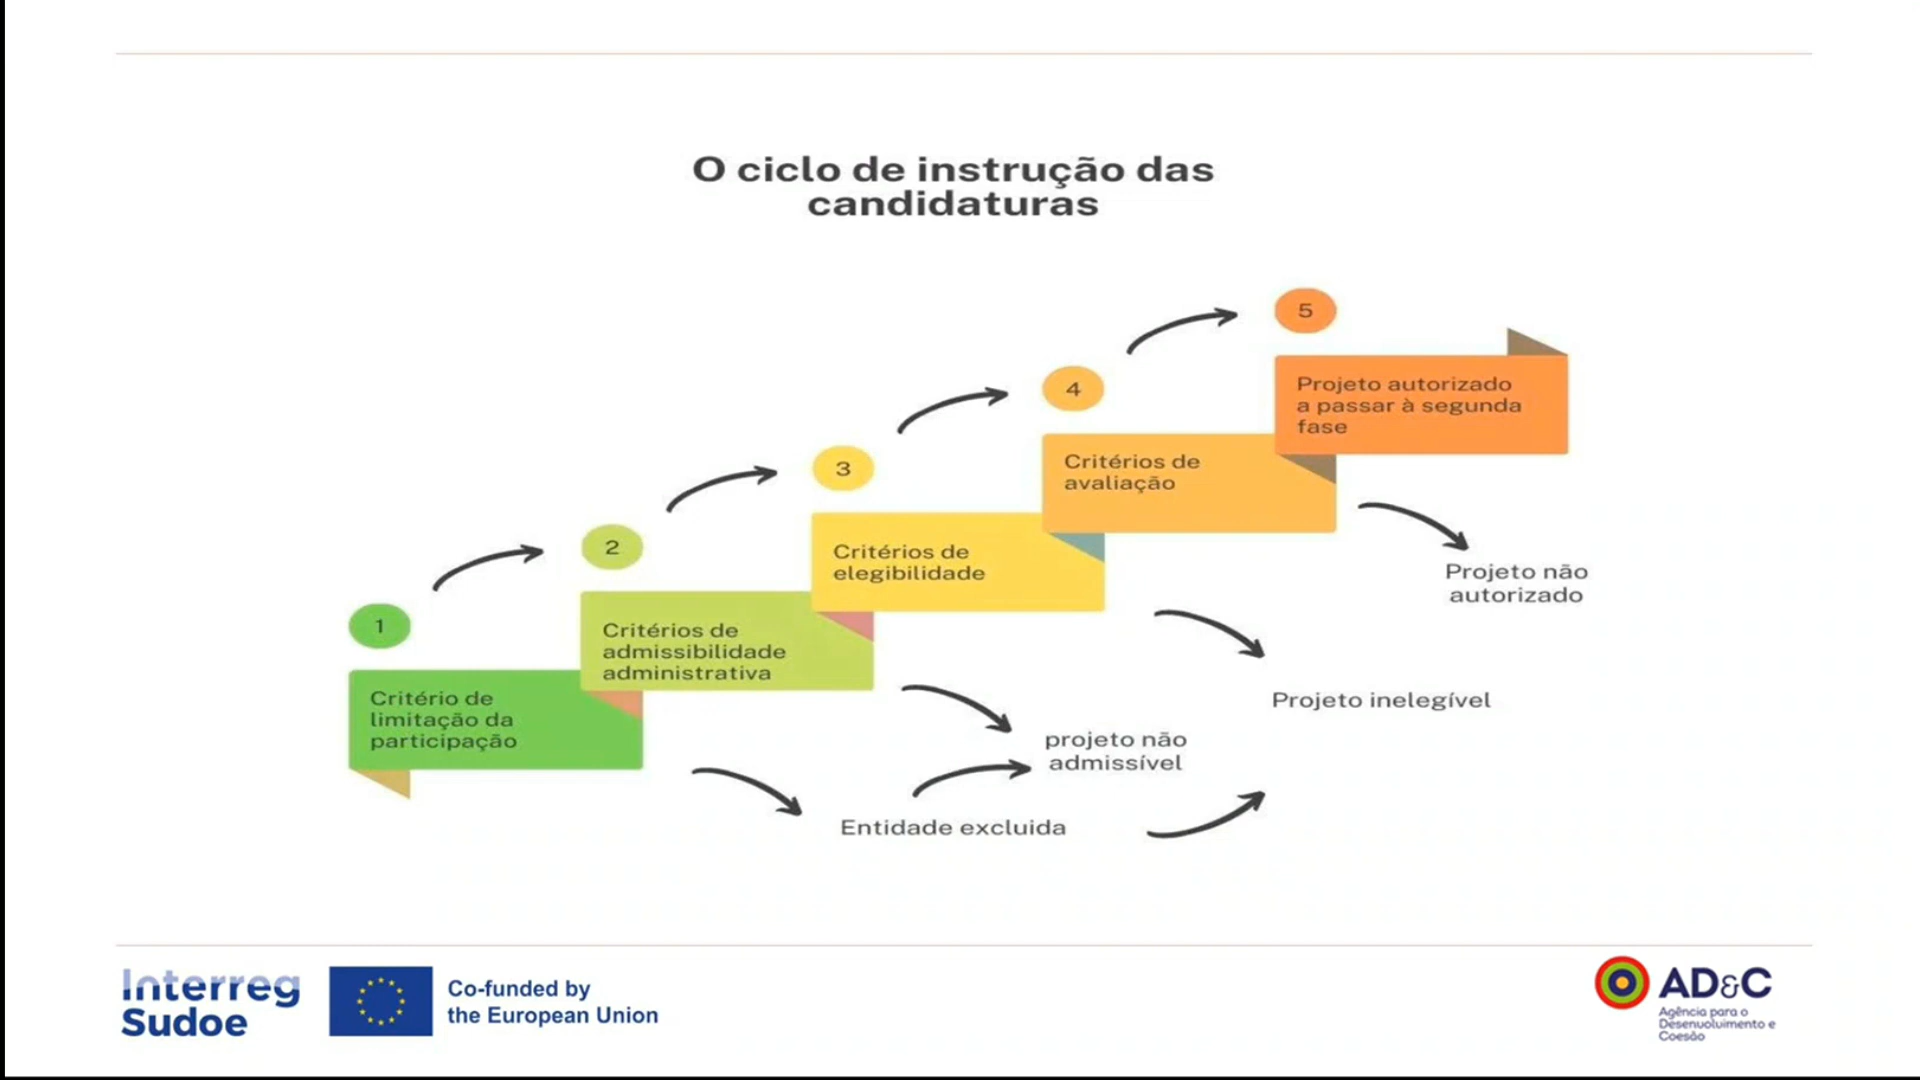 O ciclo de instrução das
candidaturas
5
Projeto autorizado
a passar à segunda
fase
4
Critérios de
avaliação
3
Critérios de
elegibilidade
2
Critérios de
admissibilidade
administrativa
1
Critério de
limitação da
participação
Projeto não
autorizado
Projeto inelegível
projeto não
admissível
Entidade excluida
Interreg
Sudoe
Co-funded by
the European Union
AD&C
Agência para o
Desenvolvimento e
Coesão